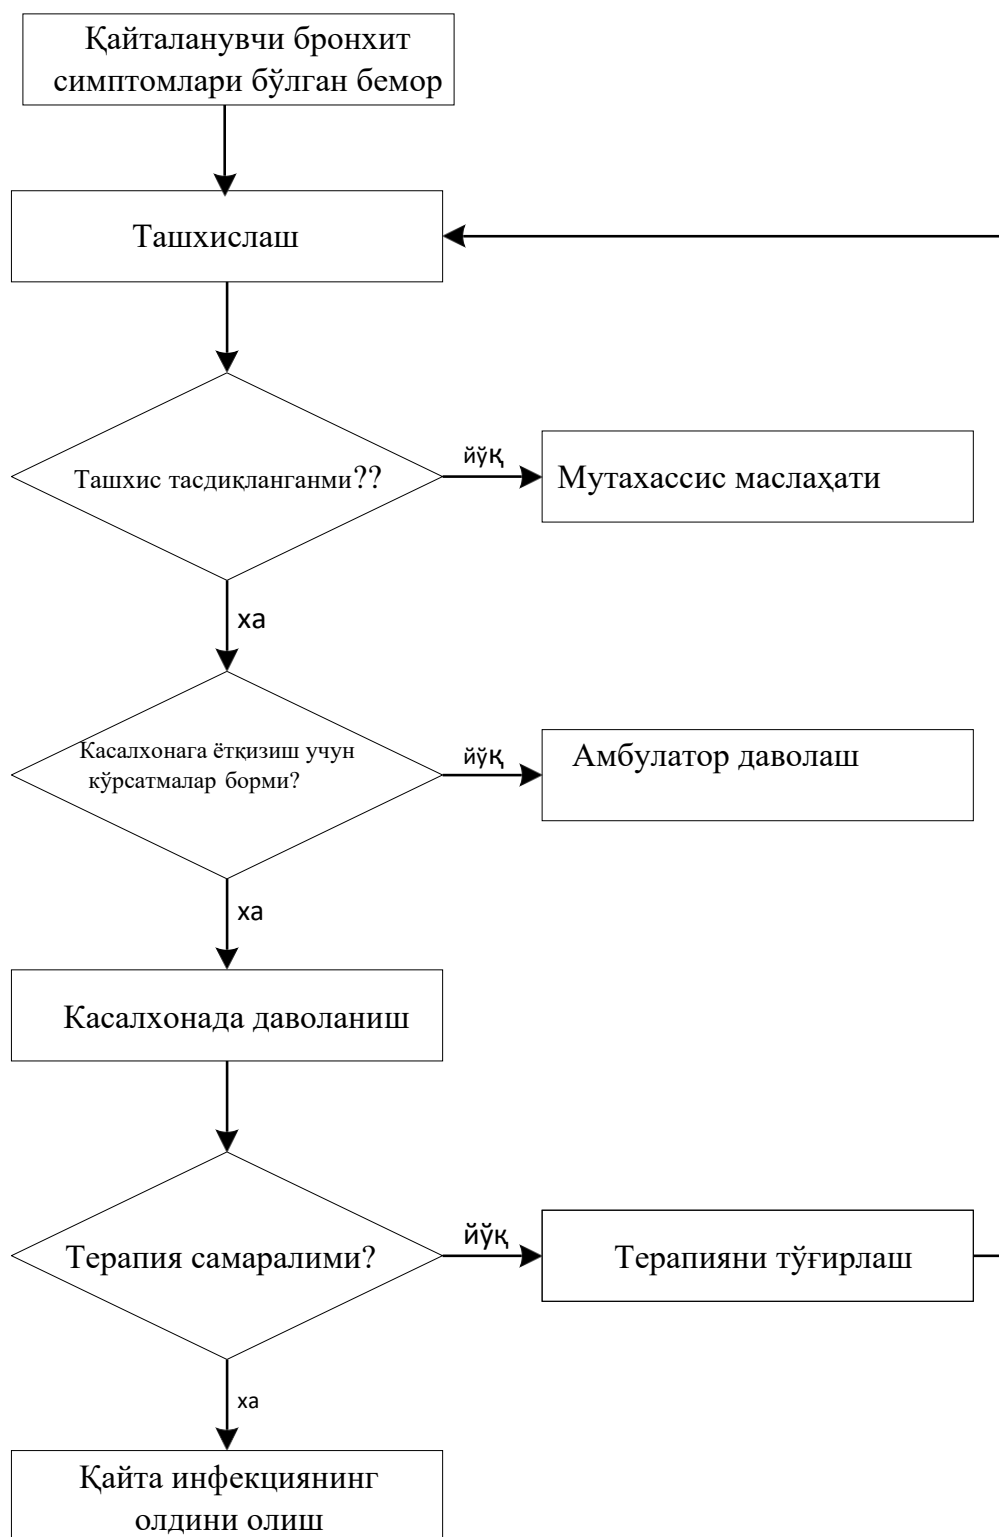 Қайталанувчи бронхит
симптомлари бўлган бемор
Ташхислаш
Ташхис тасдиқланганми??
йўқ
Мутахассис маслаҳати
ха
Касалхонага ётқизиш учун
кўрсатмалар борми?
йўқ
Амбулатор даволаш
ха
Касалхонада даволаниш
Терапия самаралими?
йўқ
Терапияни тўғирлаш
ха
Қайта инфекциянинг
олдини олиш